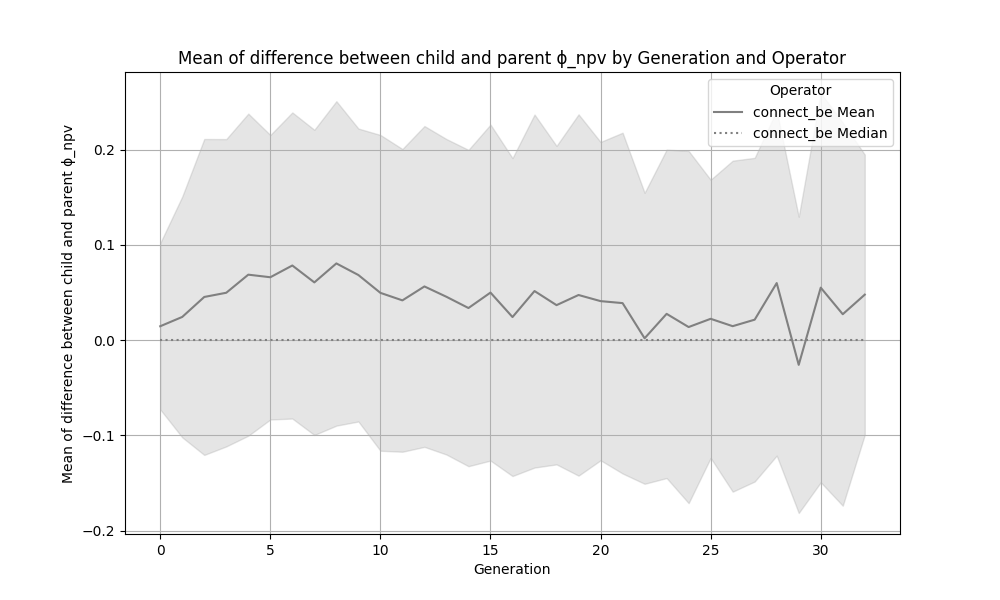 Mean of difference between child and parent ϕ_npv by Generation and Operator
Mean of difference between child and parent ϕ_npv
0.2
0.1
0.0
−0.1
−0.2
Operator
connect_be Mean
connect_be Median
0 5 10 15 20 25 30
Generation